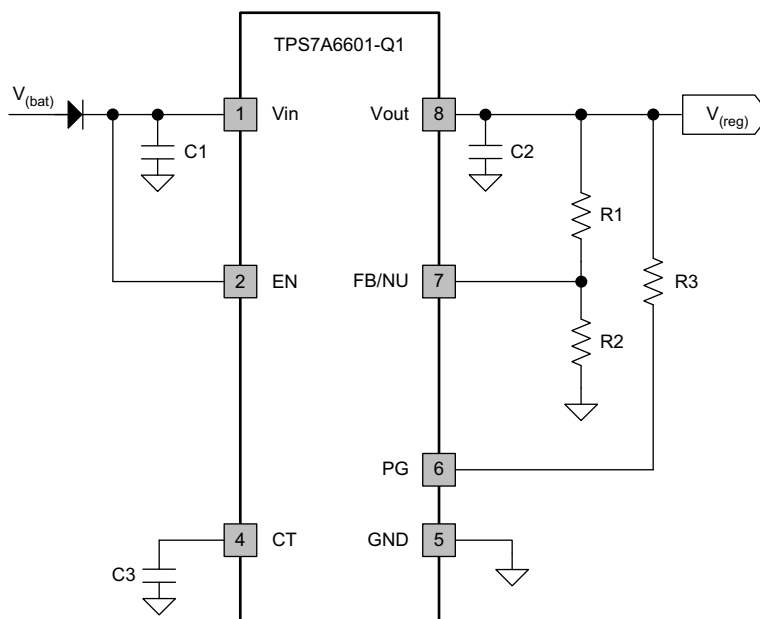 TPS7A6601-Q1
V(bat)
1
Vin
Vout
8
V(reg)
C1
C2
R1
2
EN
FB/NU
7
R3
R2
PG
6
4
CT
GND
5
C3